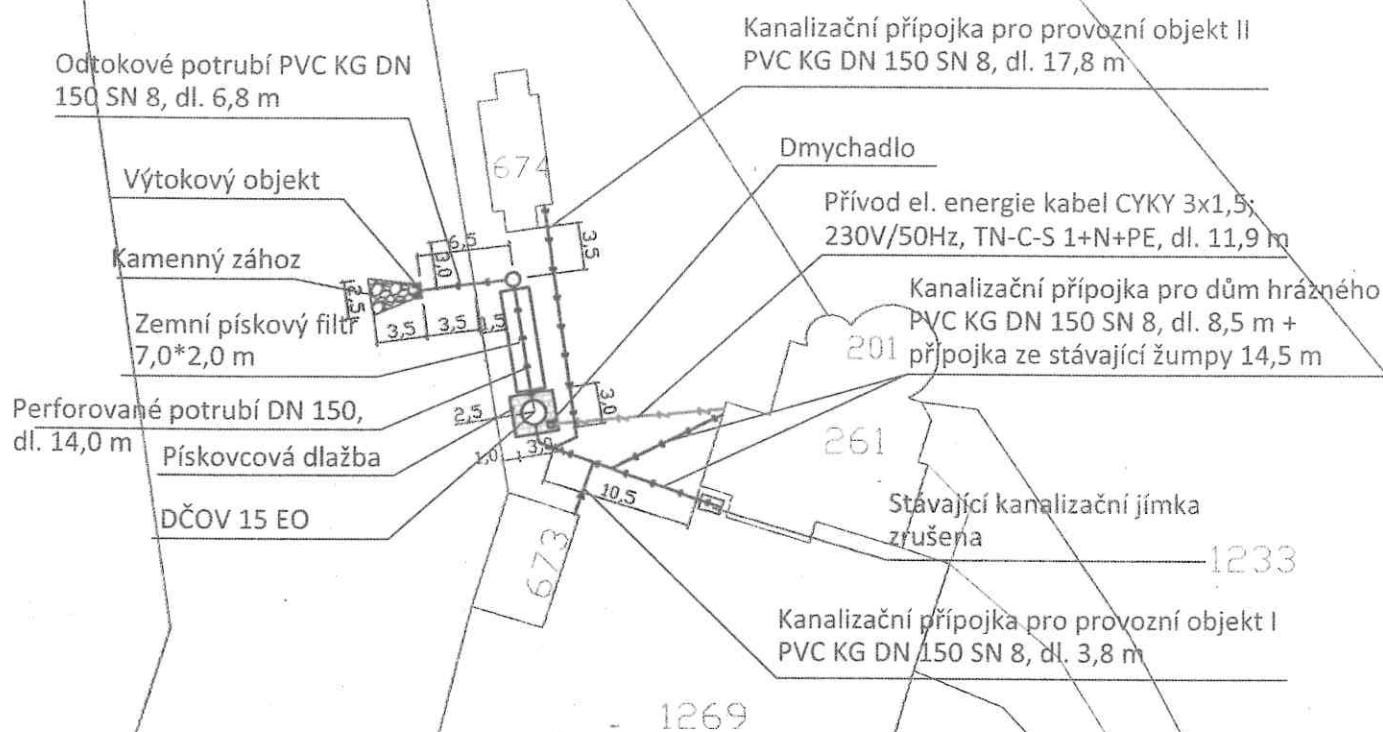 Kanalizační přípojka pro provozní objekt II
PVC KG DN 150 SN 8, dl. 17,8 m
Odtokové potrubí PVC KG DN
150 SN 8, dl. 6,8 m
674
Dmychadlo
Výtokový objekt
Přívod el. energie kabel CYKY 3x1,5;
230V/50Hz, TN-C-S 1+N+PE, dl. 11,9 m
6,5
3,5
3,0
Kamenný zához
Kanalizační přípojka pro dům hrázného
PVC KG DN 150 SN 8, dl. 8,5 m +
přípojka ze stávající žumpy 14,5 m
2,5
3,5
3,5
1,5
Zemní pískový filtr
7,0*2,0 m
201
Perforované potrubí DN 150,
dl. 14,0 m
2,5
3,0
261
Pískovcová dlažba
1,0
10,5
Stávající kanalizační jímka
zrušena
DČOV 15 EO
673
1233
Kanalizační přípojka pro provozní objekt I
PVC KG DN 150 SN 8, dl. 3,8 m
1269